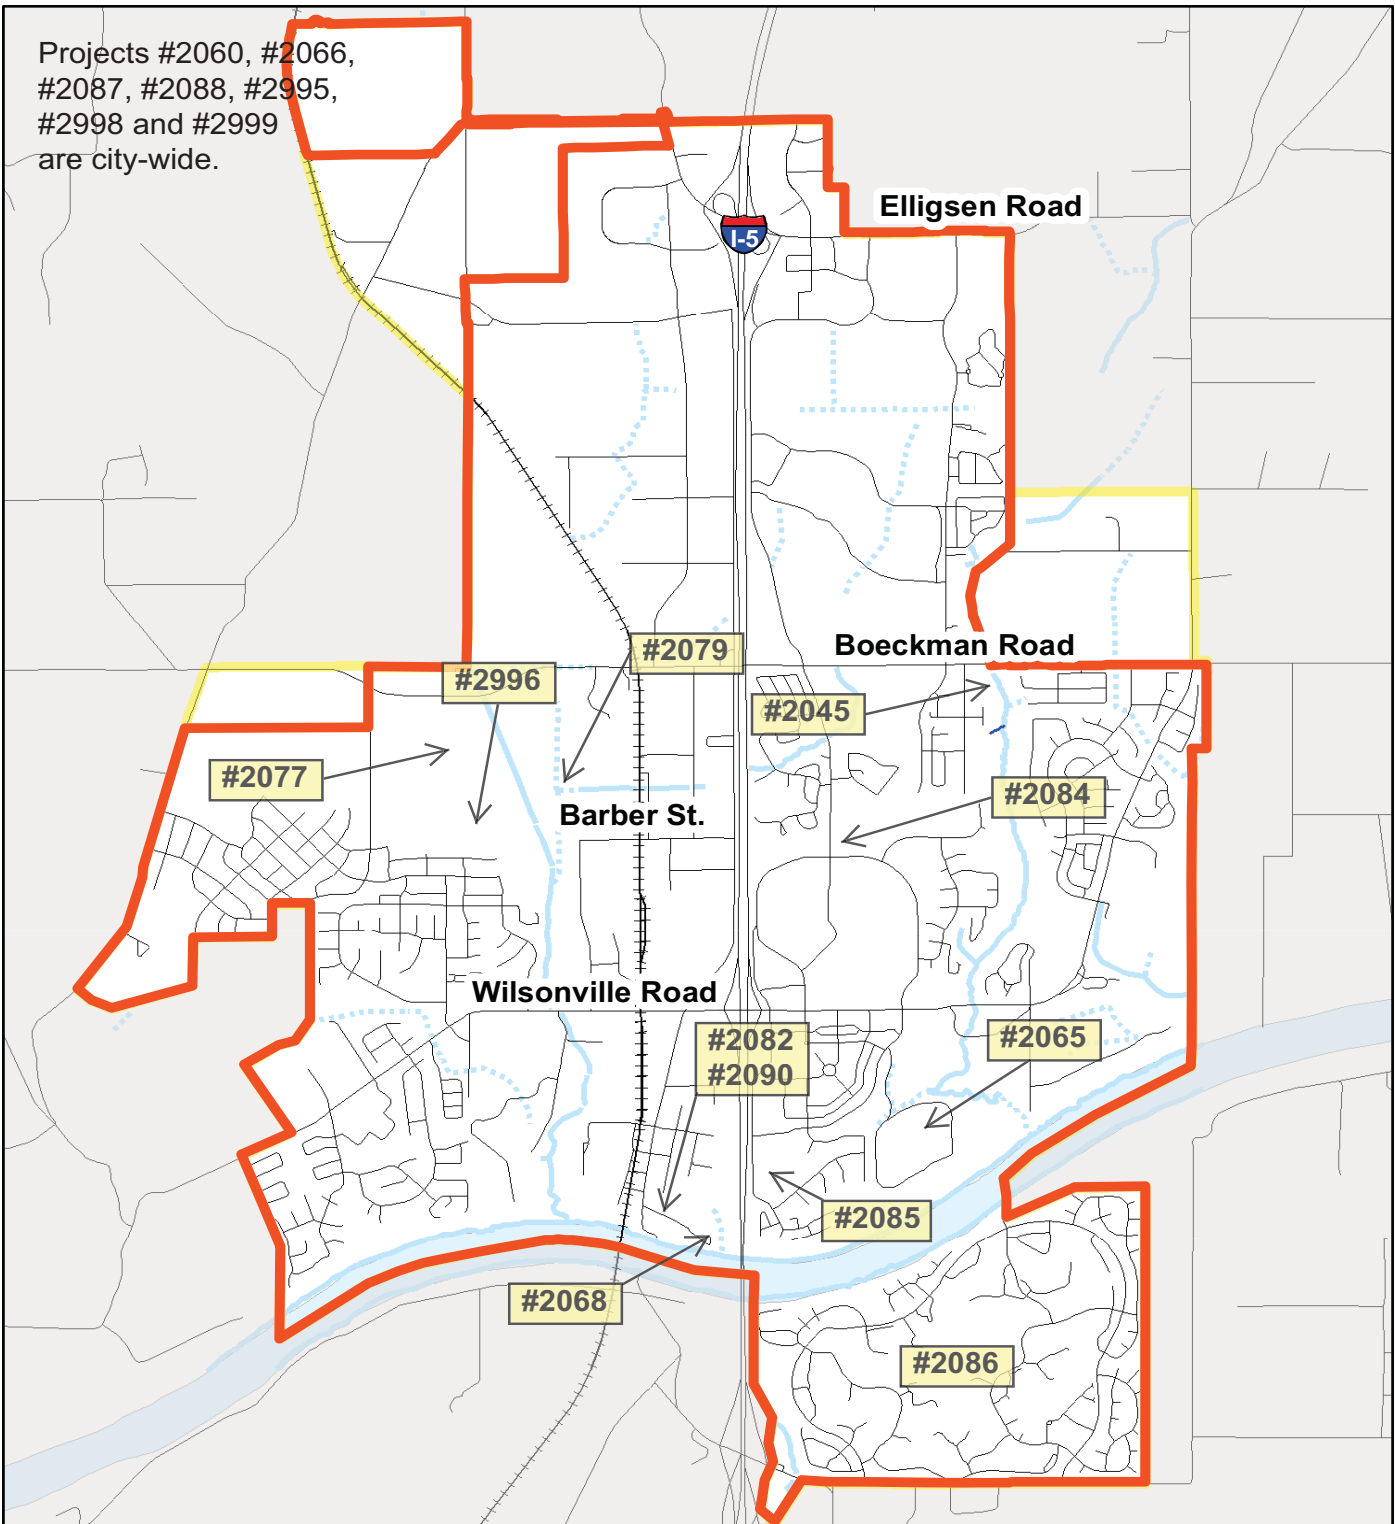 Projects #2060, #2066,
#2087, #2088, #2995,
#2998 and #2999
are city-wide.
Elligsen Road
I-5
Boeckman Road
#2079
#2996
#2045
#2077
#2084
Barber St.
Wilsonville Road
#2082
#2090
#2065
#2085
#2068
#2086